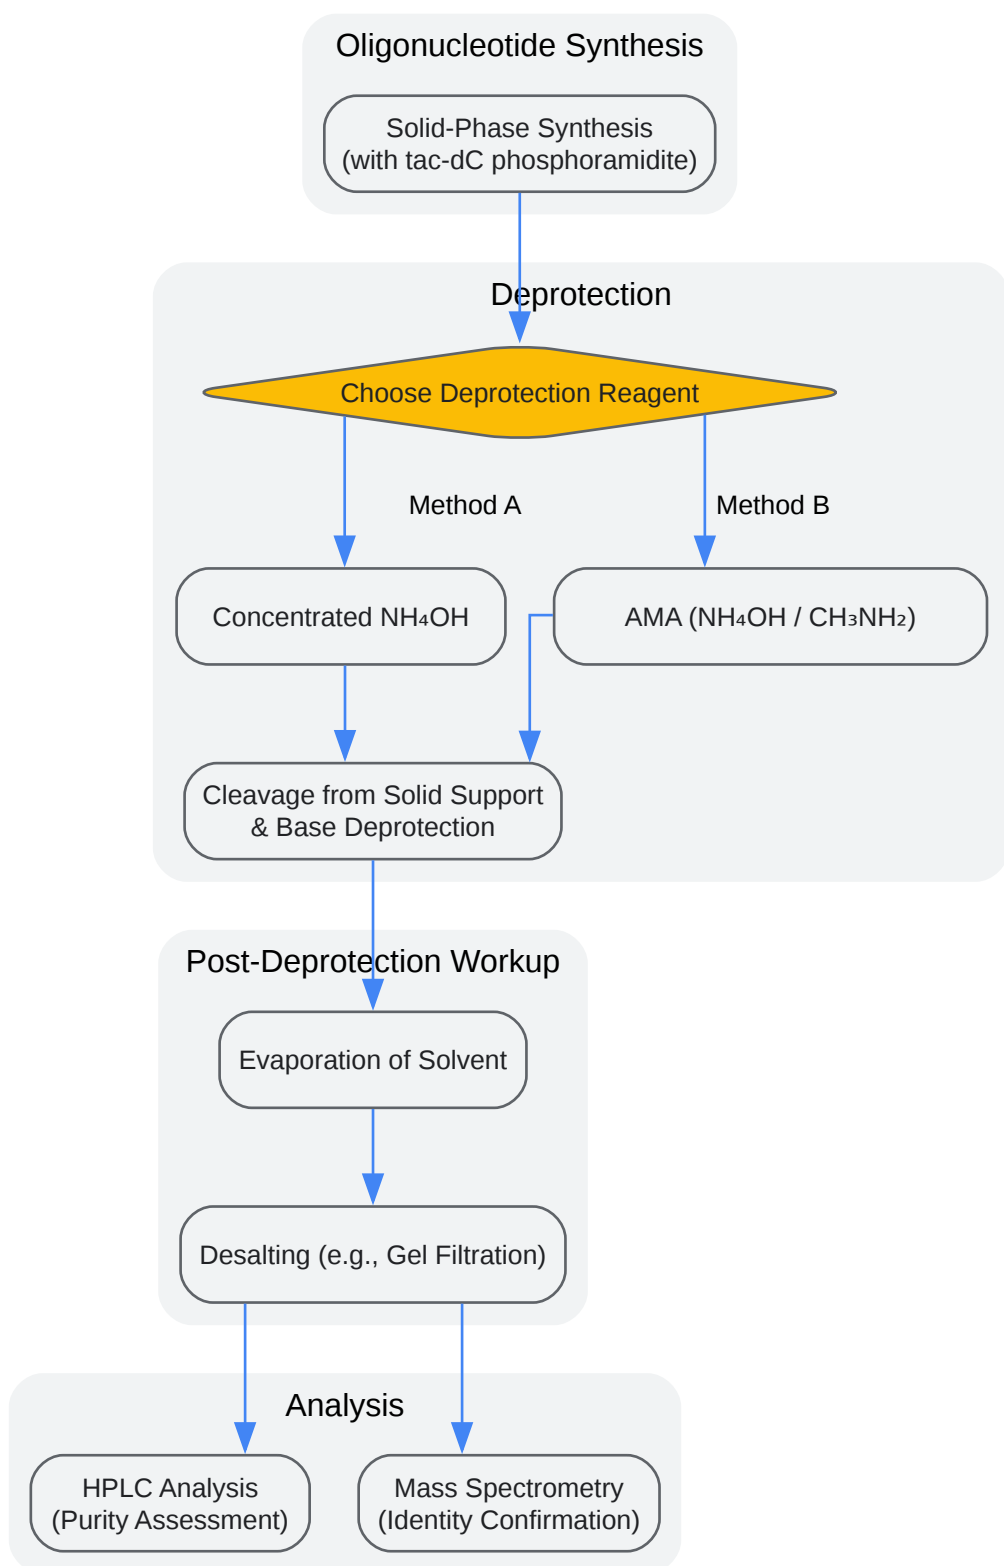 Oligonucleotide Synthesis
Solid-Phase Synthesis
(with tac-dC phosphoramidite)
Deprotection
Choose Deprotection Reagent
Method A
Method B
Concentrated NH₄OH
AMA (NH₄OH / CH₃NH₂)
Cleavage from Solid Support
& Base Deprotection
Post-Deprotection Workup
Evaporation of Solvent
Desalting (e.g., Gel Filtration)
Analysis
HPLC Analysis
(Purity Assessment)
Mass Spectrometry
(Identity Confirmation)